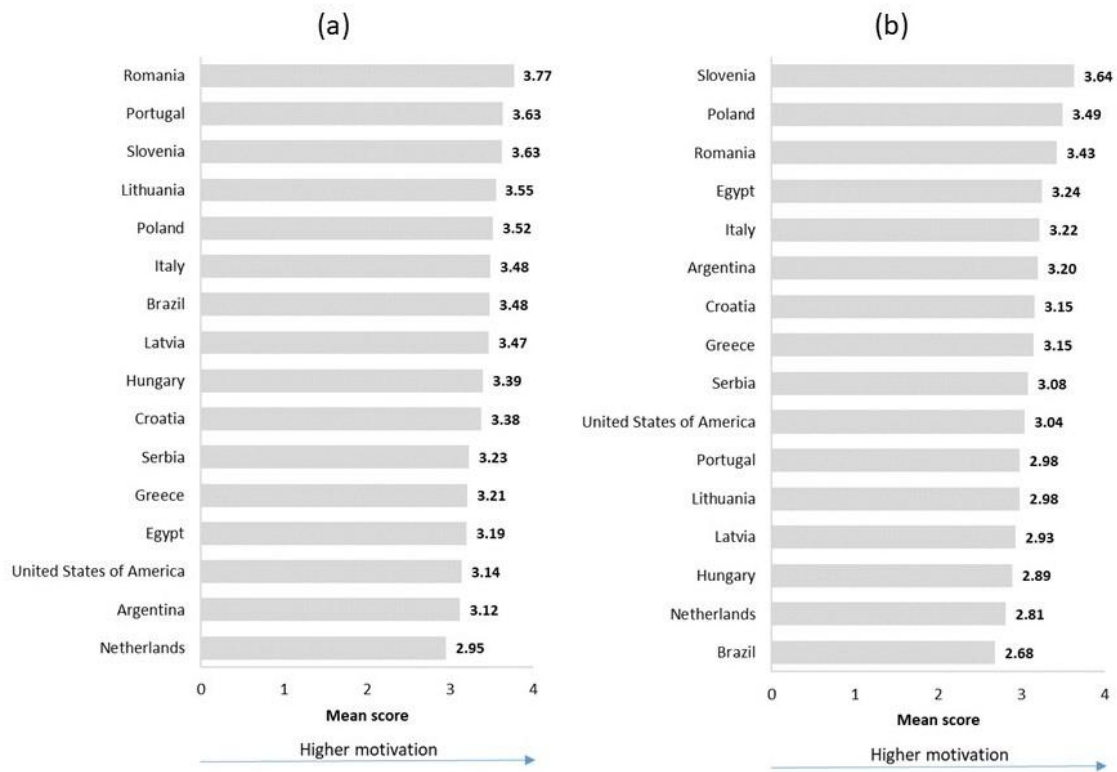 (a)
Romania 3.77
Portugal 3.63
Slovenia 3.63
Lithuania 3.55
Poland 3.52
Italy 3.48
Brazil 3.48
Latvia 3.47
Hungary 3.39
Croatia 3.38
Serbia 3.23
Greece 3.21
Egypt 3.19
United States of America 3.14
Argentina 3.12
Netherlands 2.95
0 1 2 3 4
Mean score
Higher motivation
(b)
Slovenia 3.64
Poland 3.49
Romania 3.43
Egypt 3.24
Italy 3.22
Argentina 3.20
Croatia 3.15
Greece 3.15
Serbia 3.08
United States of America 3.04
Portugal 2.98
Lithuania 2.98
Latvia 2.93
Hungary 2.89
Netherlands 2.81
Brazil 2.68
0 1 2 3 4
Mean score
Higher motivation